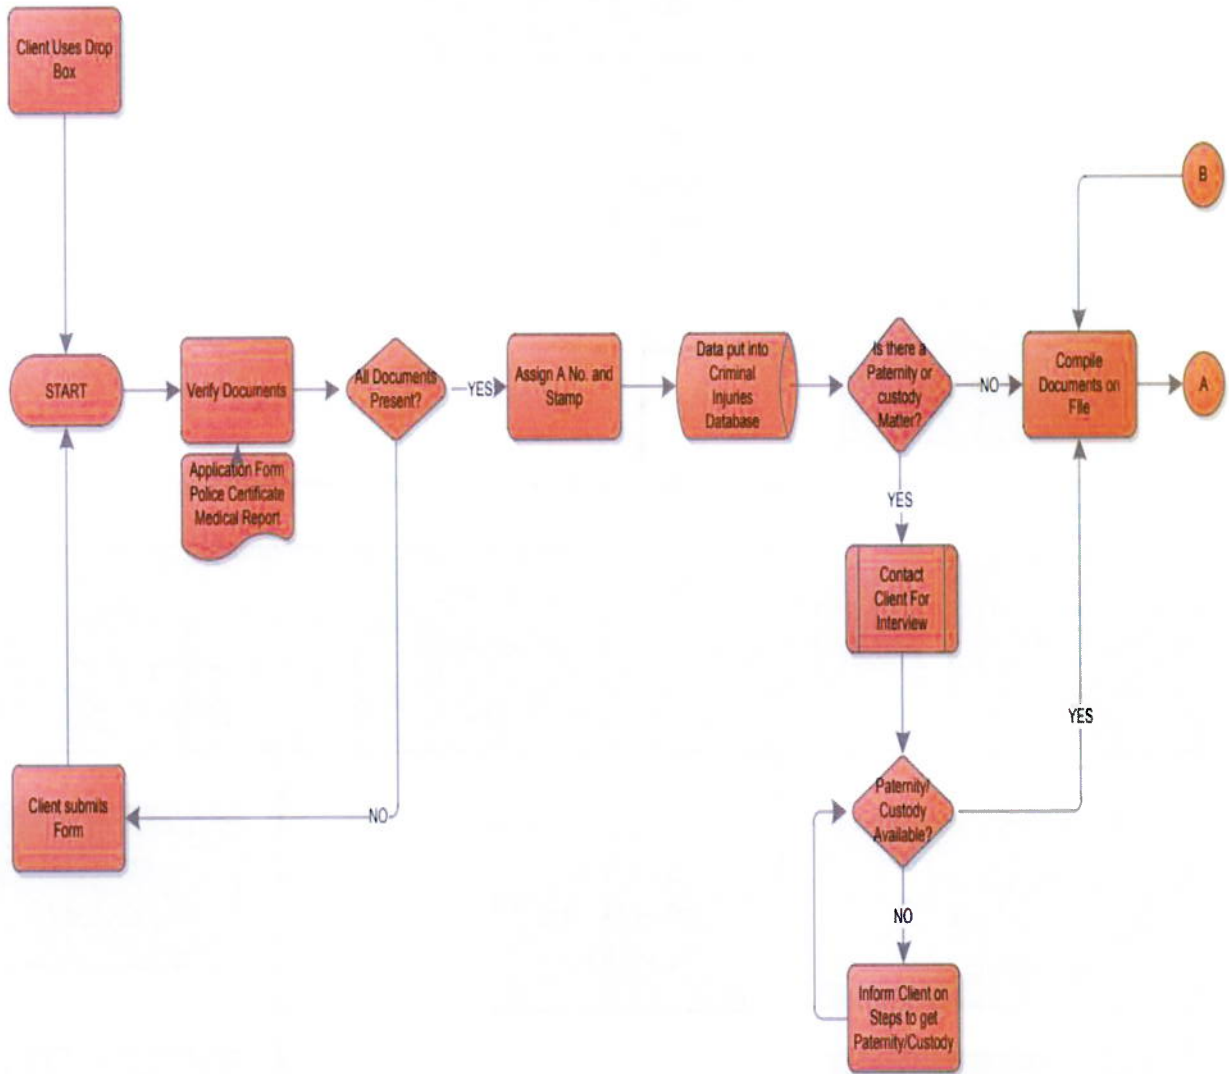 Client Uses Drop
Box
B
START
Verify Documents
All Documents
Present?
YES
Assign A No. and
Stamp
Data put into
Criminal
Injuries
Database
Is there a
Paternity or
custody
Matter?
NO
Compile
Documents on
File
A
Application Form
Police Certificate
Medical Report
YES
Contact
Client For
Interview
YES
Client submits
Form
NO
Paternity/
Custody
Available?
NO
Inform Client on
Steps to get
Paternity/Custody